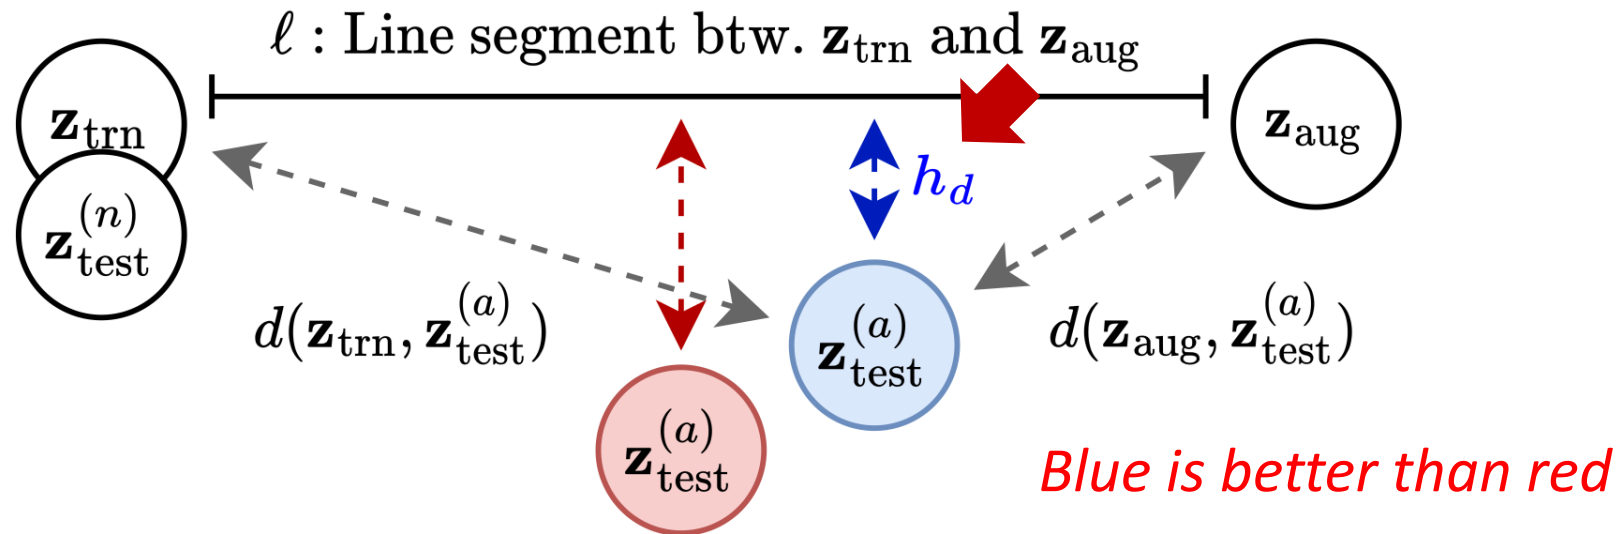 ℓ : Line segment btw. z_trn and z_aug
z_trn
z_aug
z_test^(n)
h_d
d(z_trn, z_test^(a))
z_test^(a)
d(z_aug, z_test^(a))
z_test^(a)
Blue is better than red